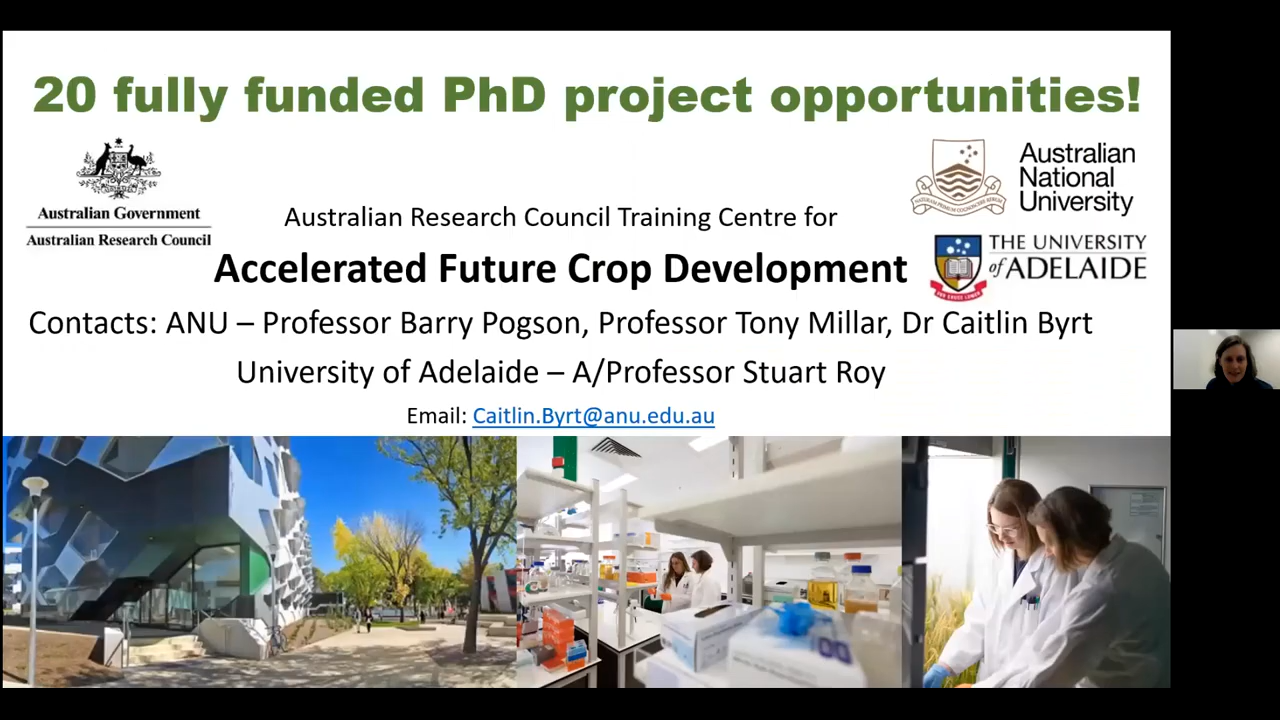 20 fully funded PhD project opportunities!
Australian Government
Australian Research Council
Australian Research Council Training Centre for
Accelerated Future Crop Development
Australian
National
University
THE UNIVERSITY
of ADELAIDE
Contacts: ANU – Professor Barry Pogson, Professor Tony Millar, Dr Caitlin Byrt
University of Adelaide – A/Professor Stuart Roy
Email: Caitlin.Byrt@anu.edu.au